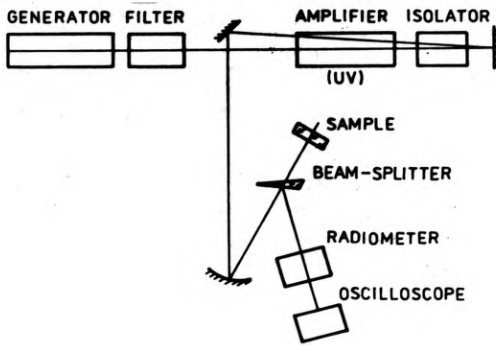 GENERATOR FILTER AMPLIFIER ISOLATOR
(UV)
SAMPLE
BEAM-SPLITTER
RADIOMETER
OSCILLOSCOPE